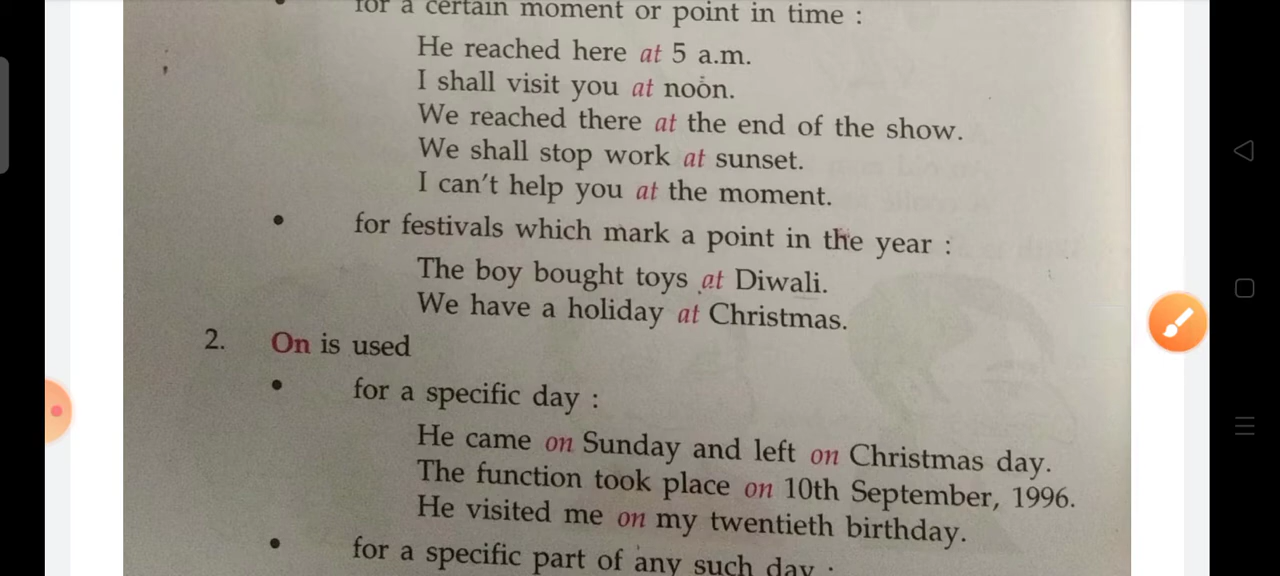 for a certain moment or point in time :
He reached here at 5 a.m.
I shall visit you at noon.
We reached there at the end of the show.
We shall stop work at sunset.
I can't help you at the moment.
• for festivals which mark a point in the year :
The boy bought toys at Diwali.
We have a holiday at Christmas.
2. On is used
• for a specific day :
He came on Sunday and left on Christmas day.
The function took place on 10th September, 1996.
He visited me on my twentieth birthday.
• for a specific part of any such day :